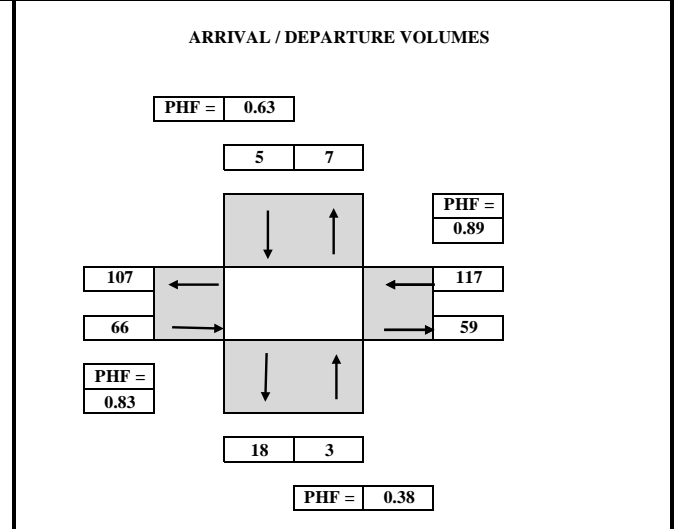 ARRIVAL / DEPARTURE VOLUMES
PHF = 0.63
5 7
PHF =
0.89
107 117
66 59
PHF =
0.83
18 3
PHF = 0.38